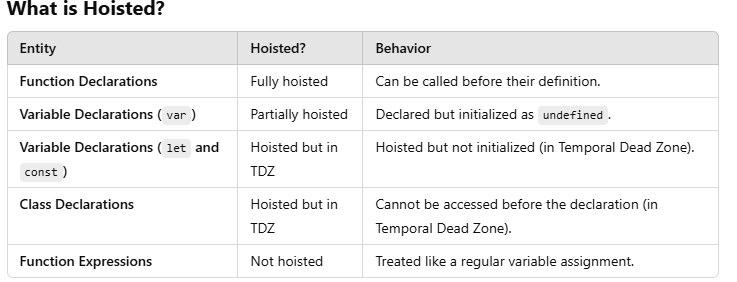 What is Hoisted?
Entity Hoisted? Behavior
Function Declarations Fully hoisted Can be called before their definition.
Variable Declarations ( var ) Partially hoisted Declared but initialized as undefined .
Variable Declarations ( let and Hoisted but in Hoisted but not initialized (in Temporal Dead Zone).
const ) TDZ
Class Declarations Hoisted but in Cannot be accessed before the declaration (in
TDZ Temporal Dead Zone).
Function Expressions Not hoisted Treated like a regular variable assignment.